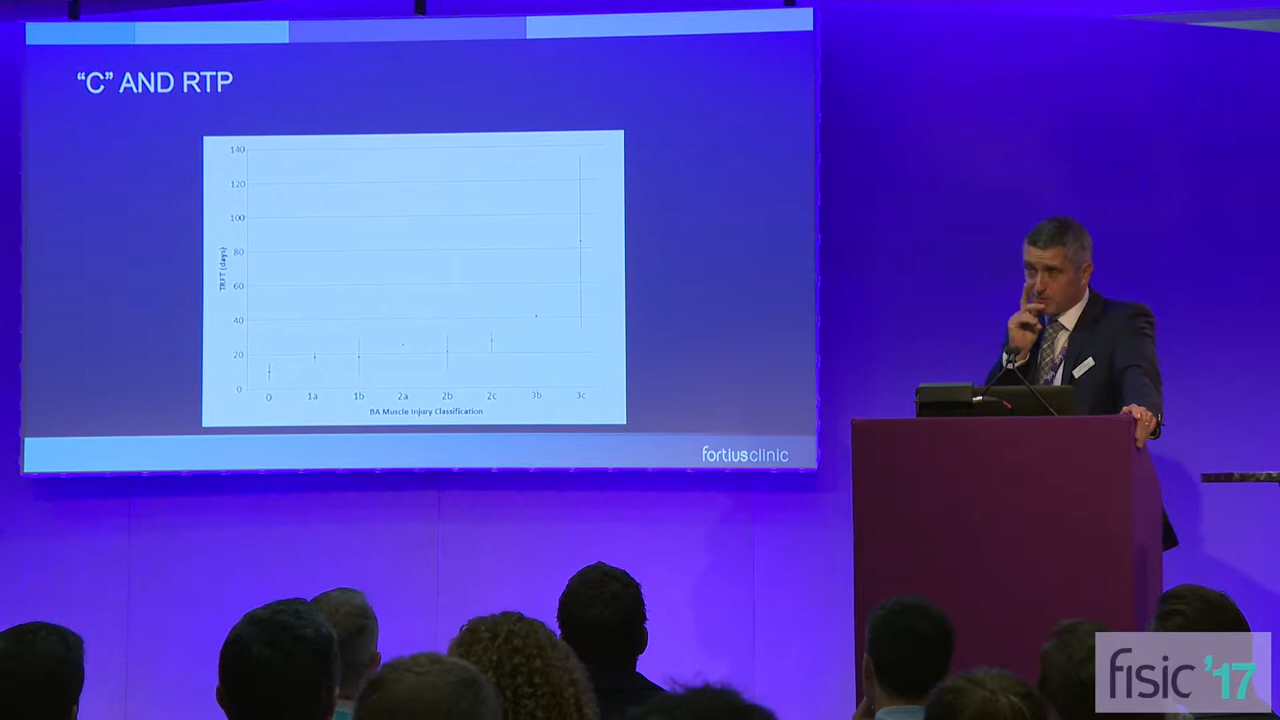 “C” AND RTP
140
120
100
80
60
40
20
0
TRFT (days)
0 1a 1b 2a 2b 2c 3b 3c
BA Muscle Injury Classification
fortiusclinic
fisic '17